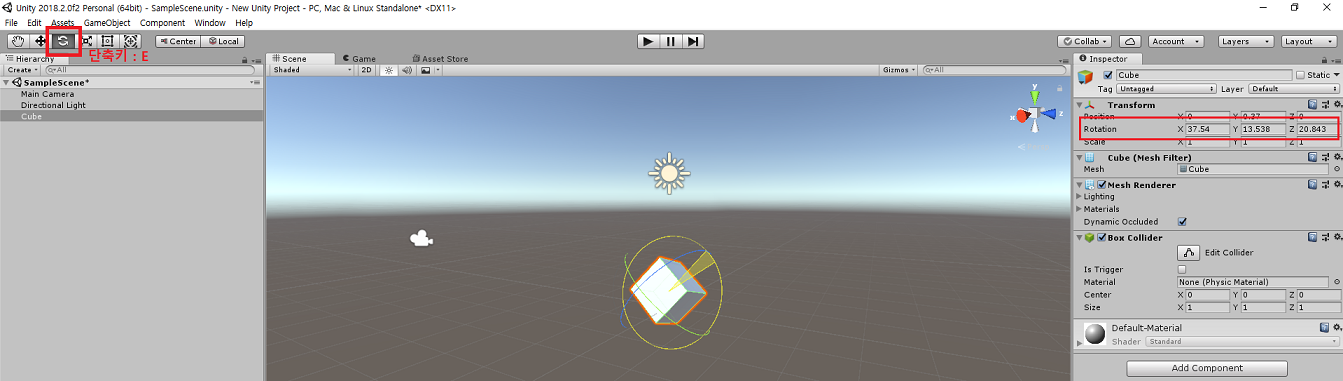 Unity 2018.2.0f2 Personal (64bit) - SampleScene.unity - New Unity Project - PC, Mac & Linux Standalone* <DX11>
File Edit Assets GameObject Component Window Help
Center Local
Collab Account Layers Layout
단축키 : E
Hierarchy
Create All
SampleScene*
Main Camera
Directional Light
Cube
Scene Game Asset Store
Shaded 2D Gizmos All
y
x
z
Inspector
Cube Static
Tag Untagged Layer Default
Transform
Position X 0 Y 0.37 Z 0
Rotation X 37.54 Y 13.538 Z 20.843
Scale X 1 Y 1 Z 1
Cube (Mesh Filter)
Mesh Cube
Mesh Renderer
Lighting
Materials
Dynamic Occluded
Box Collider
Edit Collider
Is Trigger
Material None (Physic Material)
Center X 0 Y 0 Z 0
Size X 1 Y 1 Z 1
Default-Material
Shader Standard
Add Component